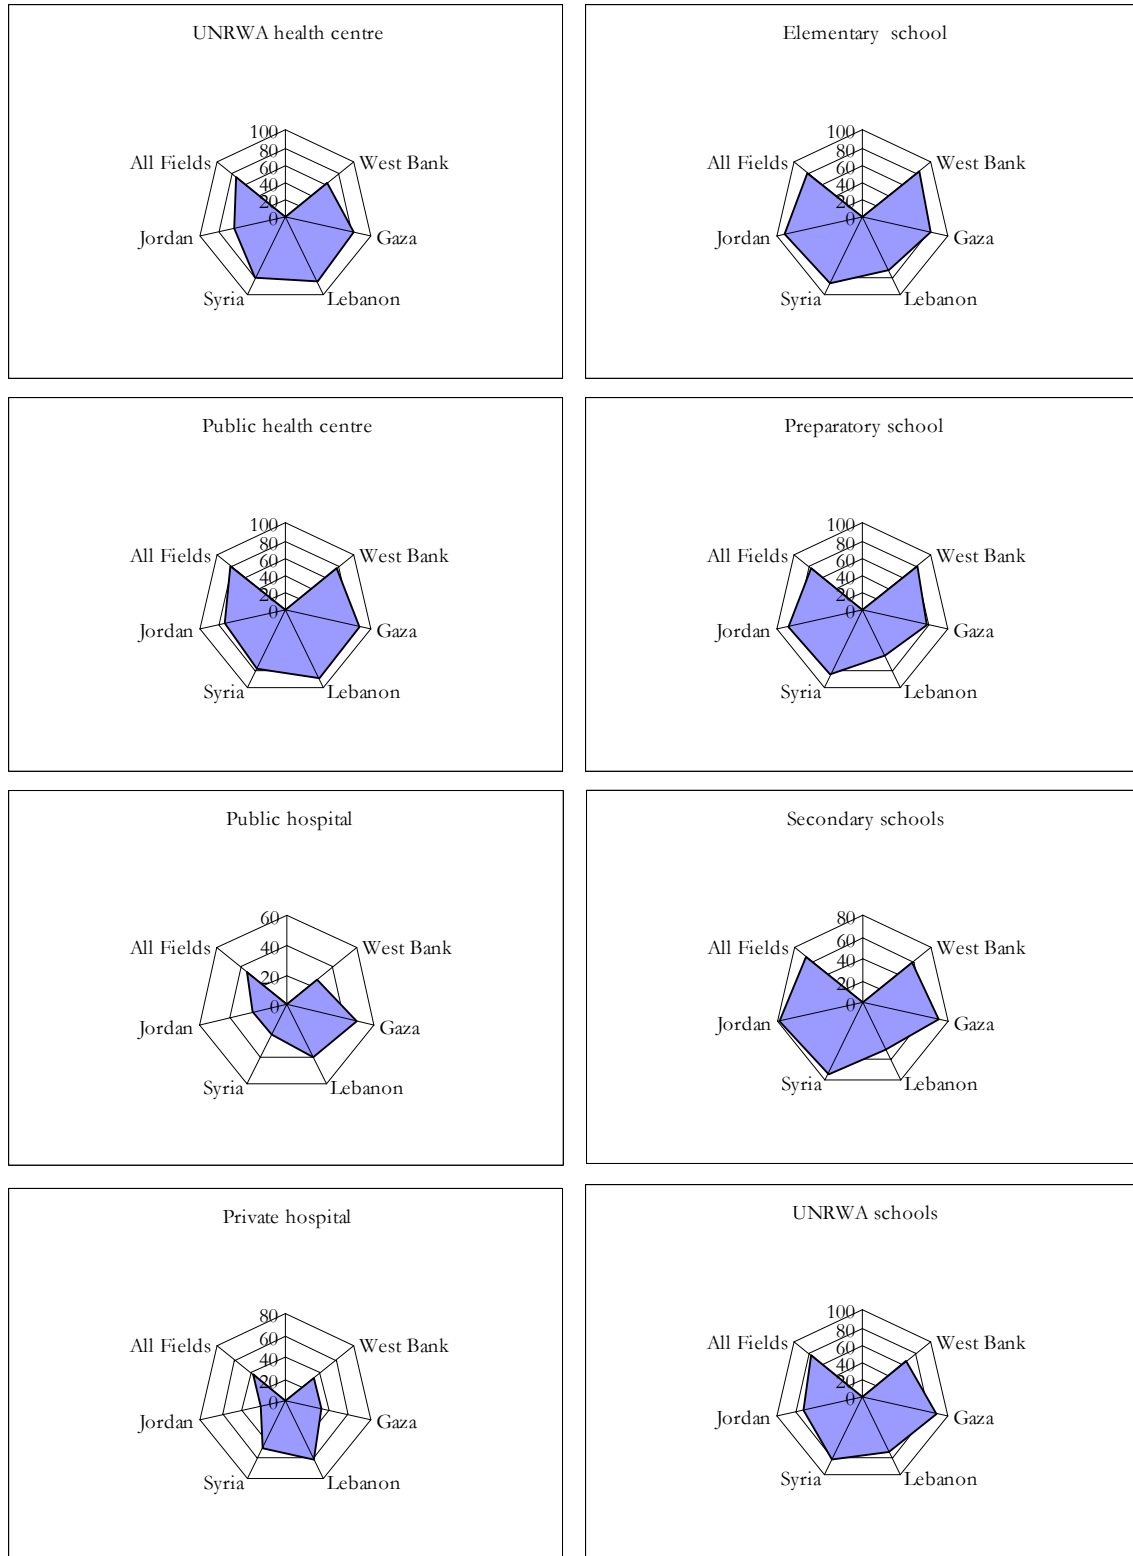 UNRWA health centre
100
80
60
40
20
0
All Fields
West Bank
Jordan
Gaza
Syria
Lebanon
Elementary school
100
80
60
40
20
0
All Fields
West Bank
Jordan
Gaza
Syria
Lebanon
Public health centre
100
80
60
40
20
0
All Fields
West Bank
Jordan
Gaza
Syria
Lebanon
Preparatory school
100
80
60
40
20
0
All Fields
West Bank
Jordan
Gaza
Syria
Lebanon
Public hospital
60
40
20
0
All Fields
West Bank
Jordan
Gaza
Syria
Lebanon
Secondary schools
80
60
40
20
0
All Fields
West Bank
Jordan
Gaza
Syria
Lebanon
Private hospital
80
60
40
20
0
All Fields
West Bank
Jordan
Gaza
Syria
Lebanon
UNRWA schools
100
80
60
40
20
0
All Fields
West Bank
Jordan
Gaza
Syria
Lebanon